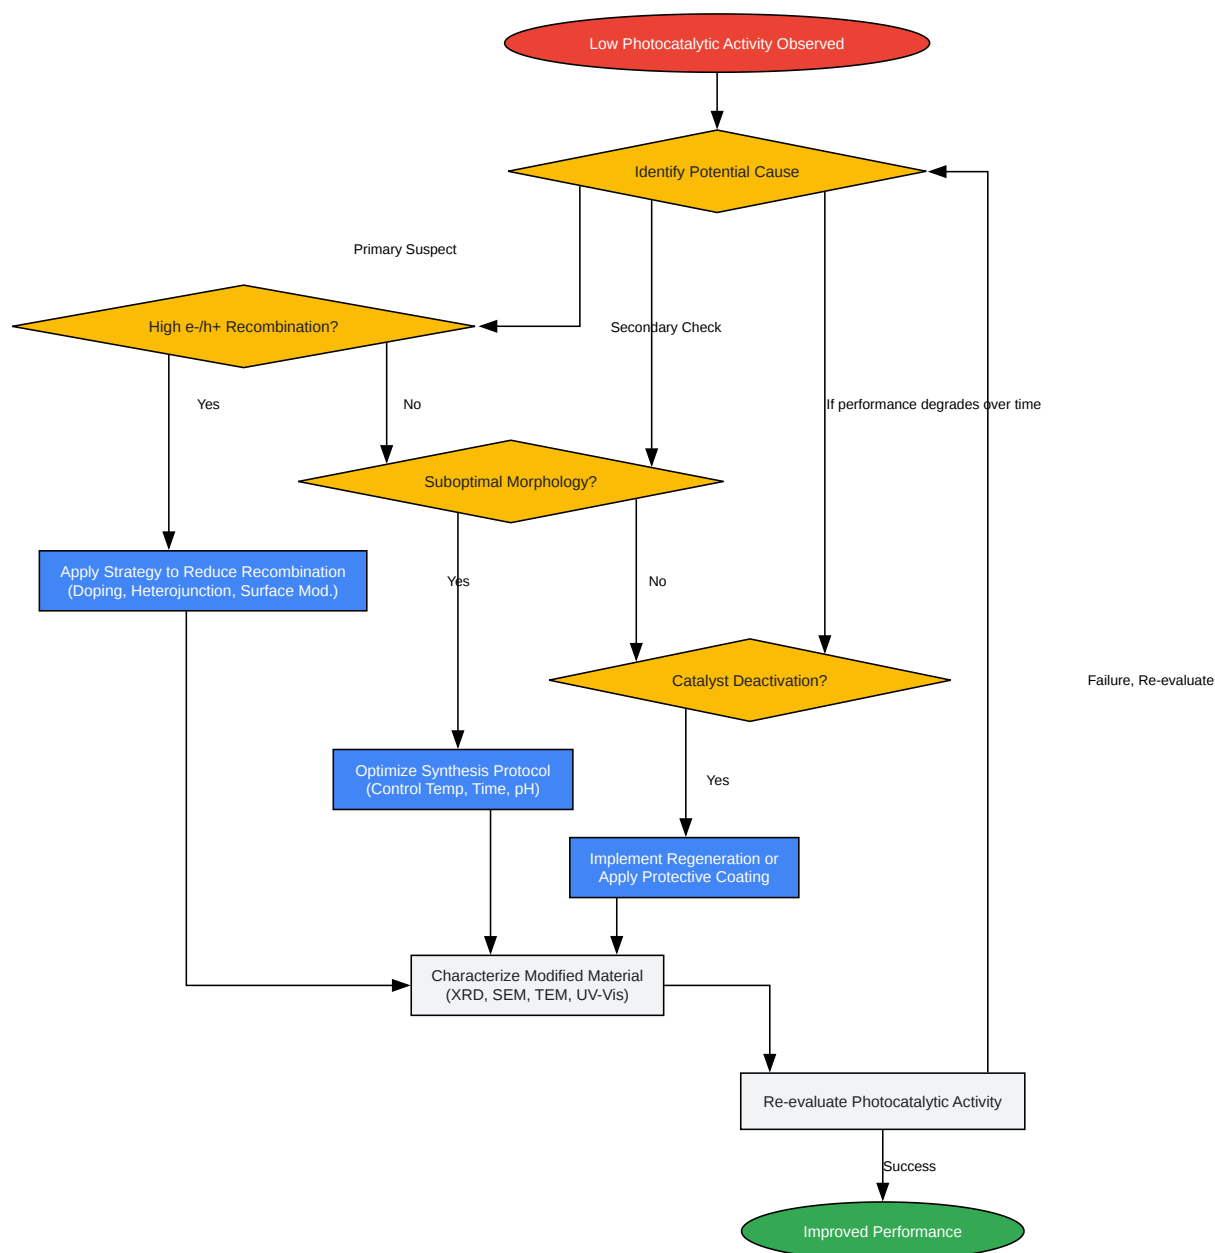 Low Photocatalytic Activity Observed
Identify Potential Cause
Primary Suspect
High e-/h+ Recombination?
Secondary Check
Yes
No
If performance degrades over time
Suboptimal Morphology?
Apply Strategy to Reduce Recombination
(Doping, Heterojunction, Surface Mod.)
Yes
No
Catalyst Deactivation?
Failure, Re-evaluate
Optimize Synthesis Protocol
(Control Temp, Time, pH)
Yes
Implement Regeneration or
Apply Protective Coating
Characterize Modified Material
(XRD, SEM, TEM, UV-Vis)
Re-evaluate Photocatalytic Activity
Success
Improved Performance